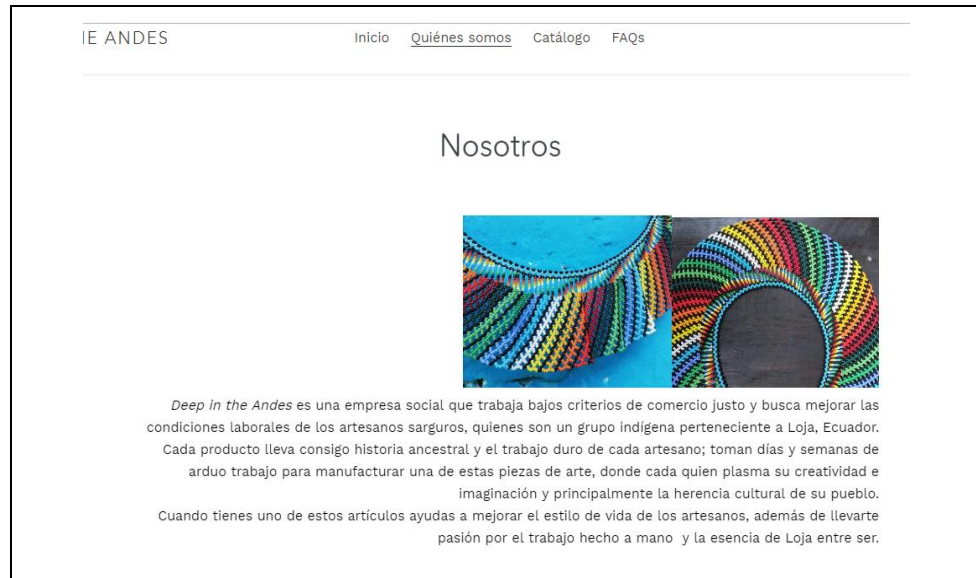 IE ANDES
Inicio Quiénes somos Catálogo FAQs
Nosotros
Deep in the Andes es una empresa social que trabaja bajos criterios de comercio justo y busca mejorar las
condiciones laborales de los artesanos sarguros, quienes son un grupo indígena perteneciente a Loja, Ecuador.
Cada producto lleva consigo historia ancestral y el trabajo duro de cada artesano; toman días y semanas de
arduo trabajo para manufacturar una de estas piezas de arte, donde cada quien plasma su creatividad e
imaginación y principalmente la herencia cultural de su pueblo.
Cuando tienes uno de estos artículos ayudas a mejorar el estilo de vida de los artesanos, además de llevarte
pasión por el trabajo hecho a mano y la esencia de Loja entre ser.